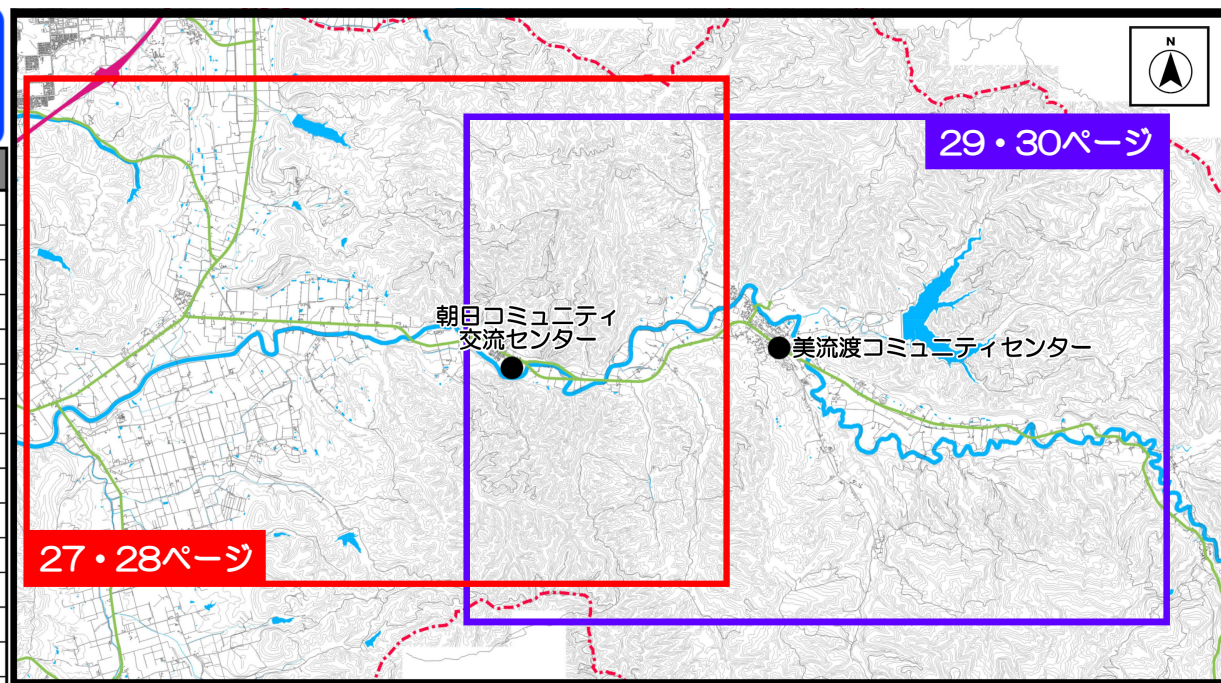 N
29・30ページ
朝日コミュニティ
交流センター
美流渡コミュニティセンター
27・28ページ